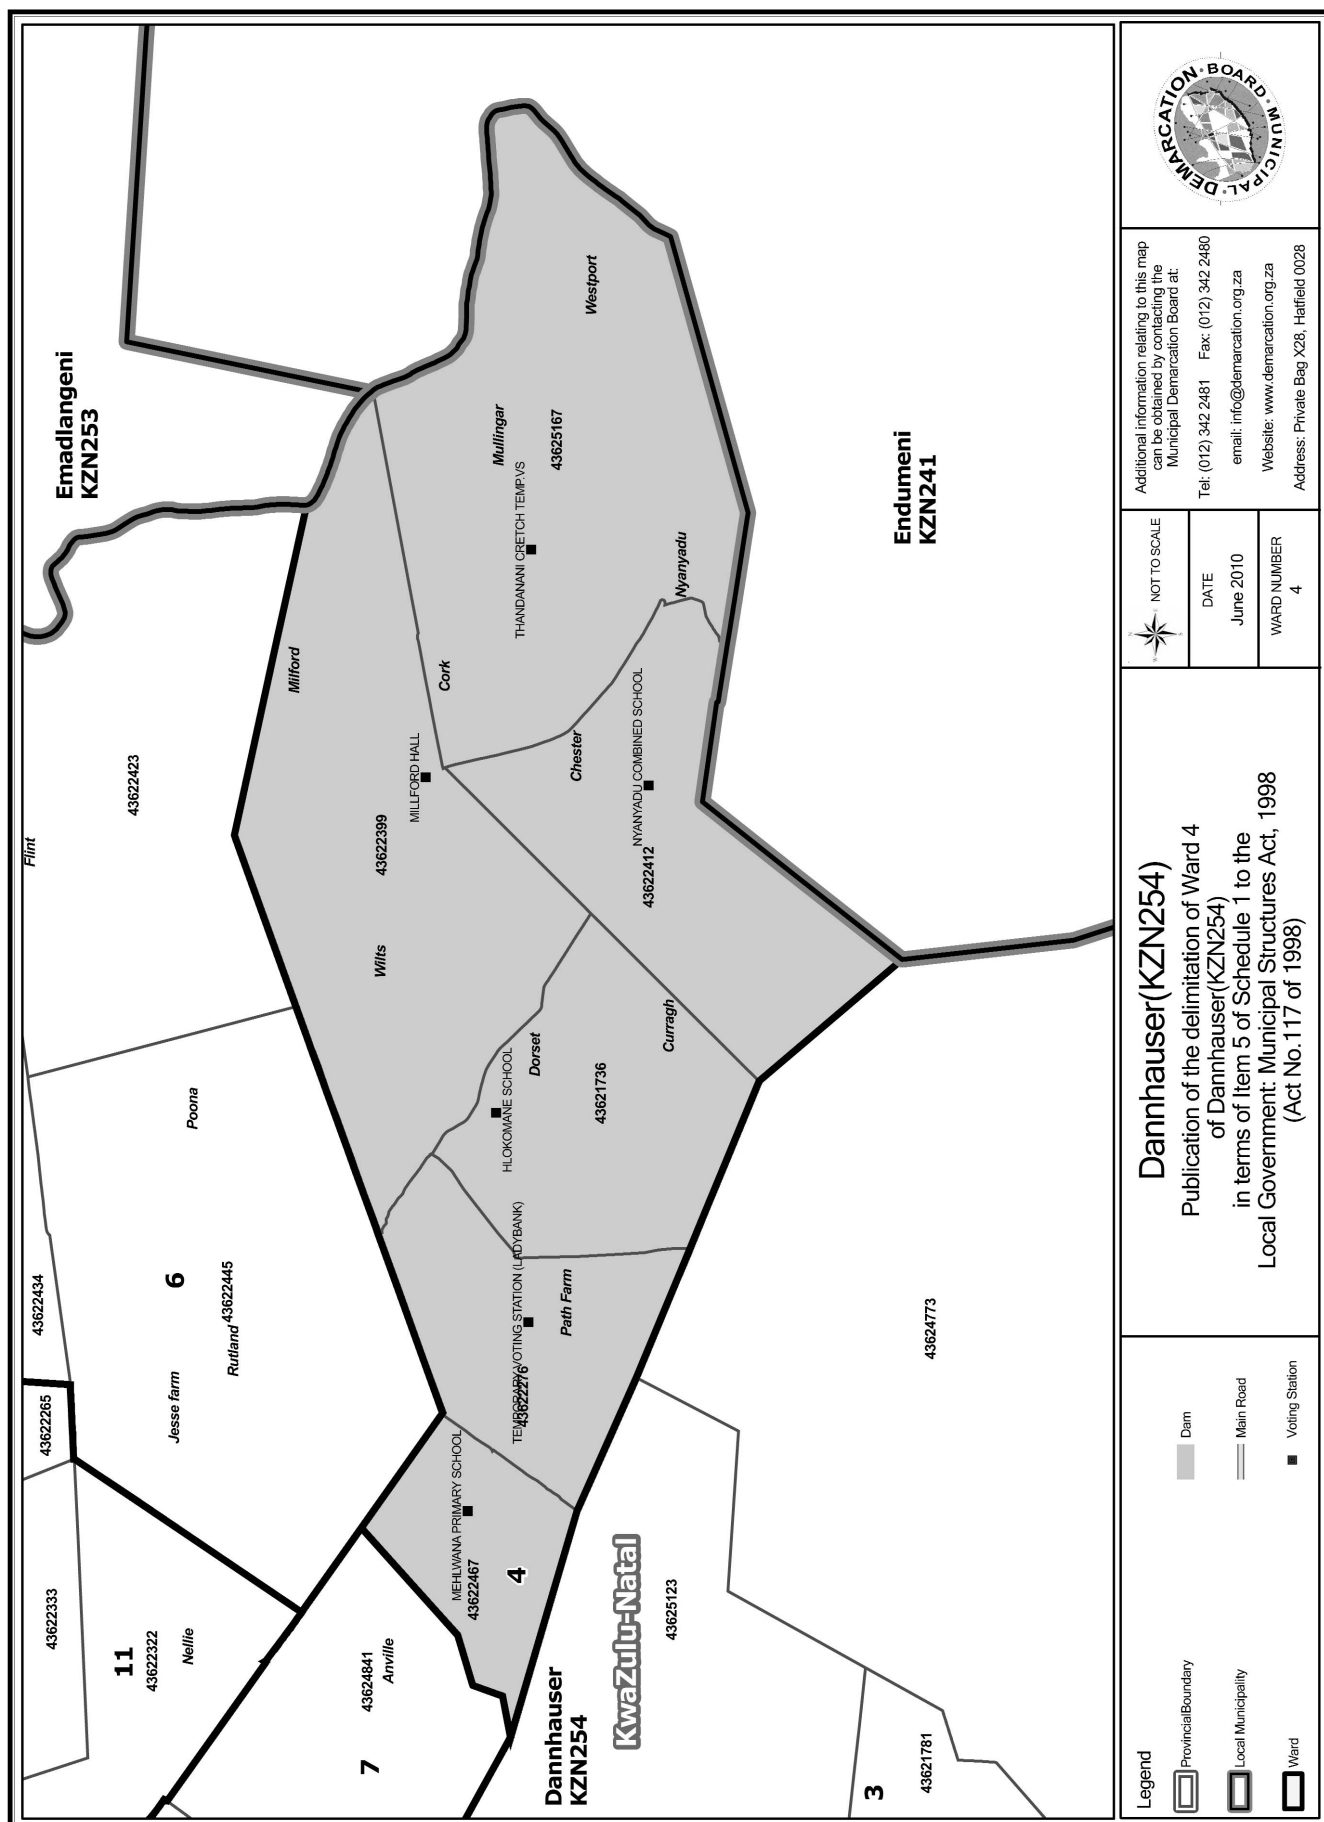 Emadlangeni
KZN253
Flint
43622423
43622434
43622265
43622333
6
Poona
Rutland
43622445
Jesse farm
11
43622322
Nellie
7
43624841
Anville
Milford
MILLFORD HALL
43622399
Wilts
Cork
Mullingar
43625167
THANDANANI CRETCH TEMP.VS
Westport
Nyanyadu
Chester
NYANYADU COMBINED SCHOOL
43622412
HLOKOMANE SCHOOL
Dorset
43621736
Curragh
TEMPORARY VOTING STATION (LADYBANK)
43622276
Path Farm
MEHLWANA PRIMARY SCHOOL
43622467
4
Dannhauser
KZN254
KwaZulu-Natal
43625123
43624773
3
43621781
Endumeni
KZN241
Legend
ProvincialBoundary
Local Municipality
Ward
Dam
Main Road
Voting Station
Dannhauser(KZN254)
Publication of the delimitation of Ward 4
of Dannhauser(KZN254)
in terms of Item 5 of Schedule 1 to the
Local Government: Municipal Structures Act, 1998
(Act No.117 of 1998)
NOT TO SCALE
DATE
June 2010
WARD NUMBER
4
Additional information relating to this map
can be obtained by contacting the
Municipal Demarcation Board at:
Tel: (012) 342 2481 Fax: (012) 342 2480
email: info@demarcation.org.za
Website: www.demarcation.org.za
Address: Private Bag X28, Hatfield 0028
MUNICIPAL DEMARCATION BOARD